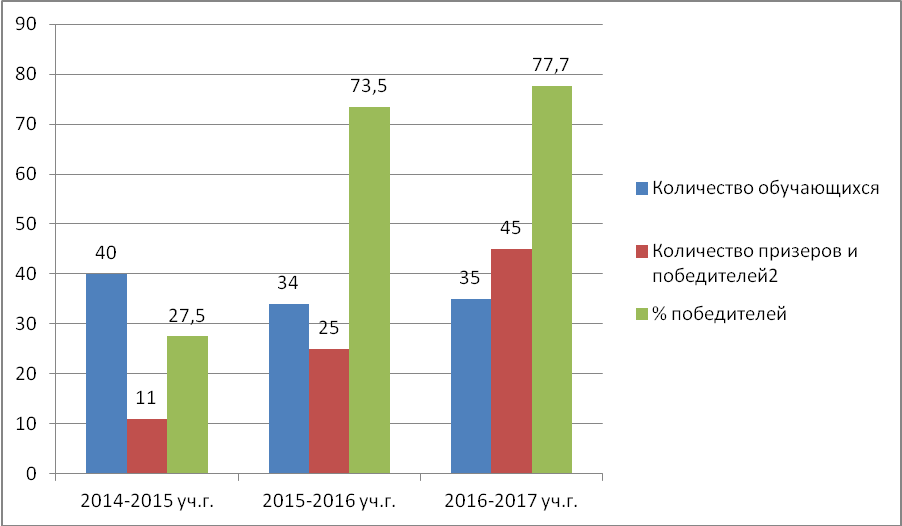 90
80
70
60
50
40
30
20
10
0
40
11
27,5
34
25
73,5
35
45
77,7
2014-2015 уч.г.
2015-2016 уч.г.
2016-2017 уч.г.
Количество обучающихся
Количество призеров и
победителей2
% победителей